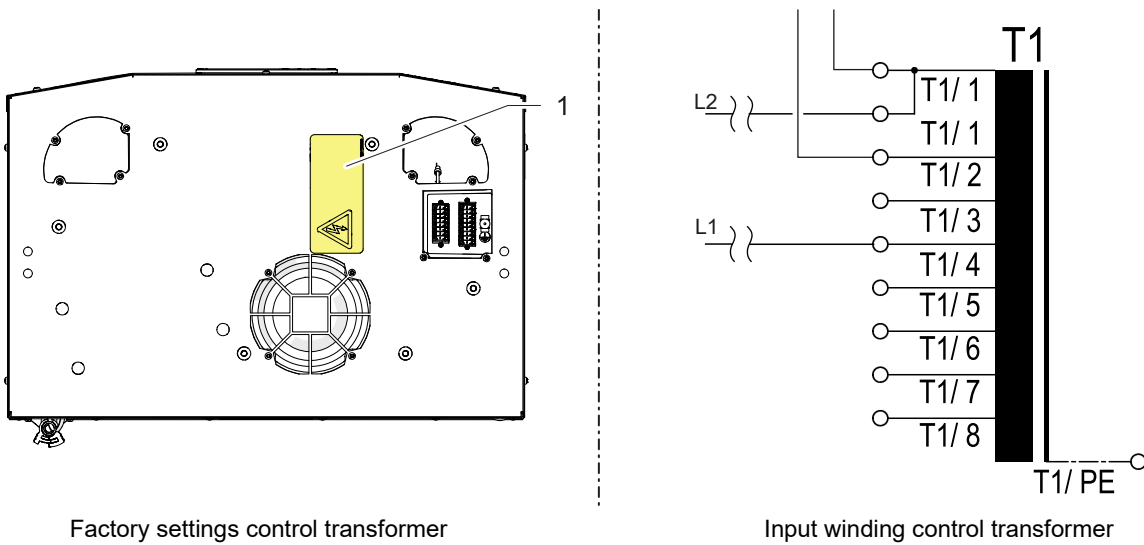 1
Factory settings control transformer
T1
T1/ 1
L2
T1/ 1
T1/ 2
T1/ 3
L1
T1/ 4
T1/ 5
T1/ 6
T1/ 7
T1/ 8
T1/ PE
Input winding control transformer